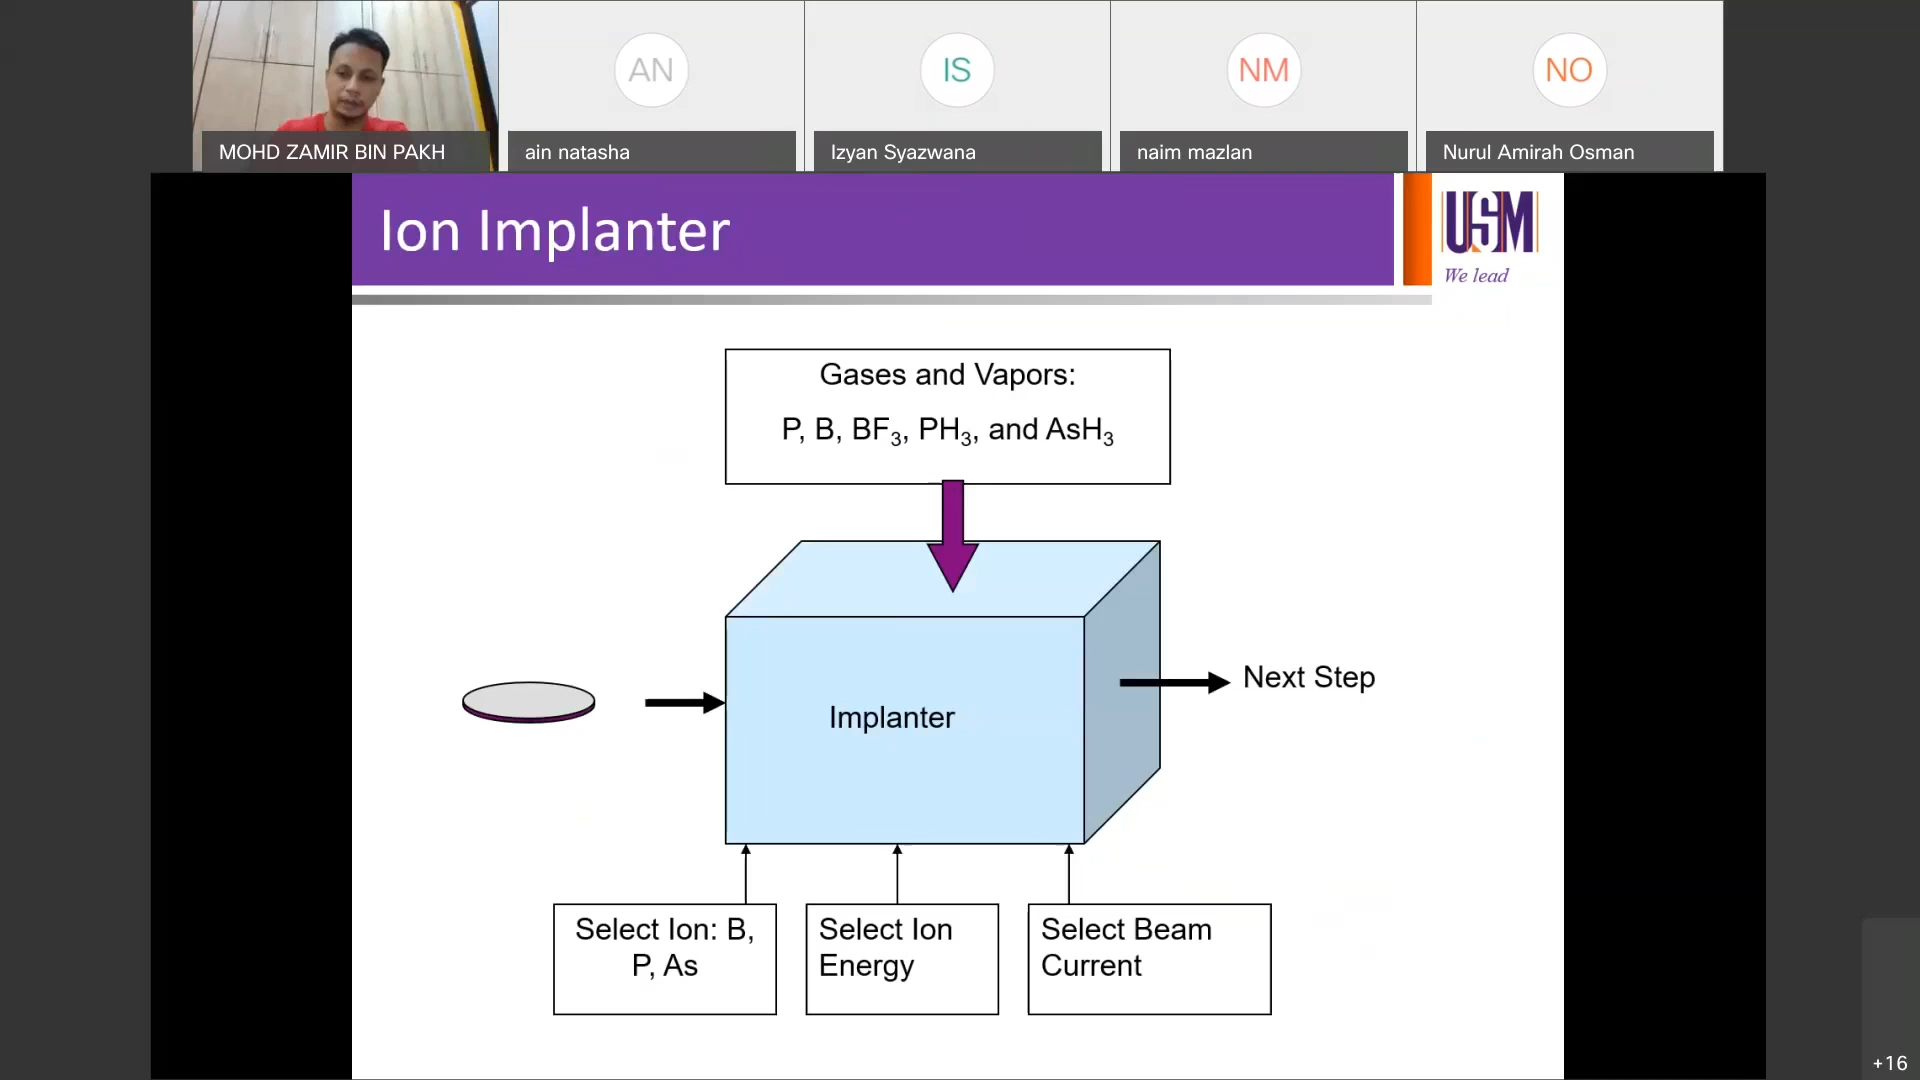 AN
IS
NM
NO
MOHD ZAMIR BIN PAKH
ain natasha
Izyan Syazwana
naim mazlan
Nurul Amirah Osman
Ion Implanter
USM
We lead
Gases and Vapors:
P, B, BF₃, PH₃, and AsH₃
Next Step
Implanter
Select Ion: B,
P, As
Select Ion
Energy
Select Beam
Current
+16